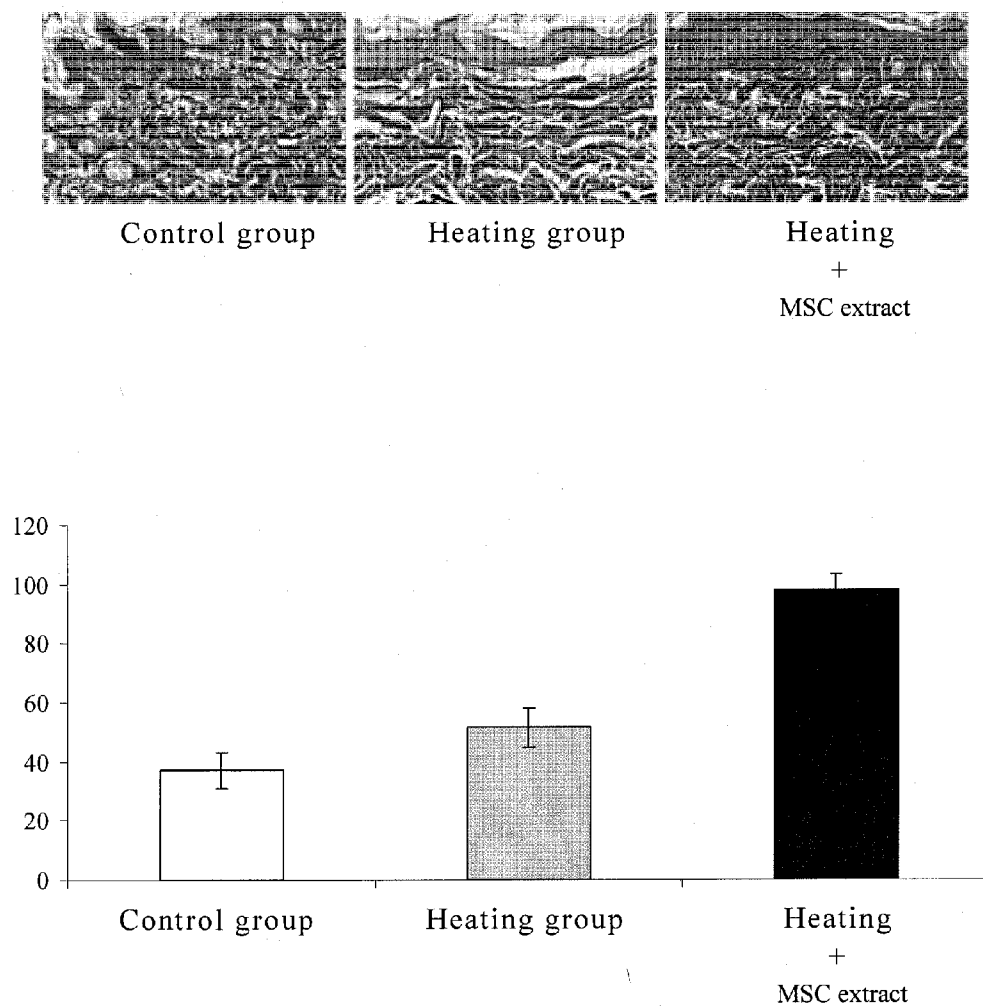 Control group
Heating group
Heating
+
MSC extract
120
100
80
60
40
20
0
Control group
Heating group
Heating
+
MSC extract